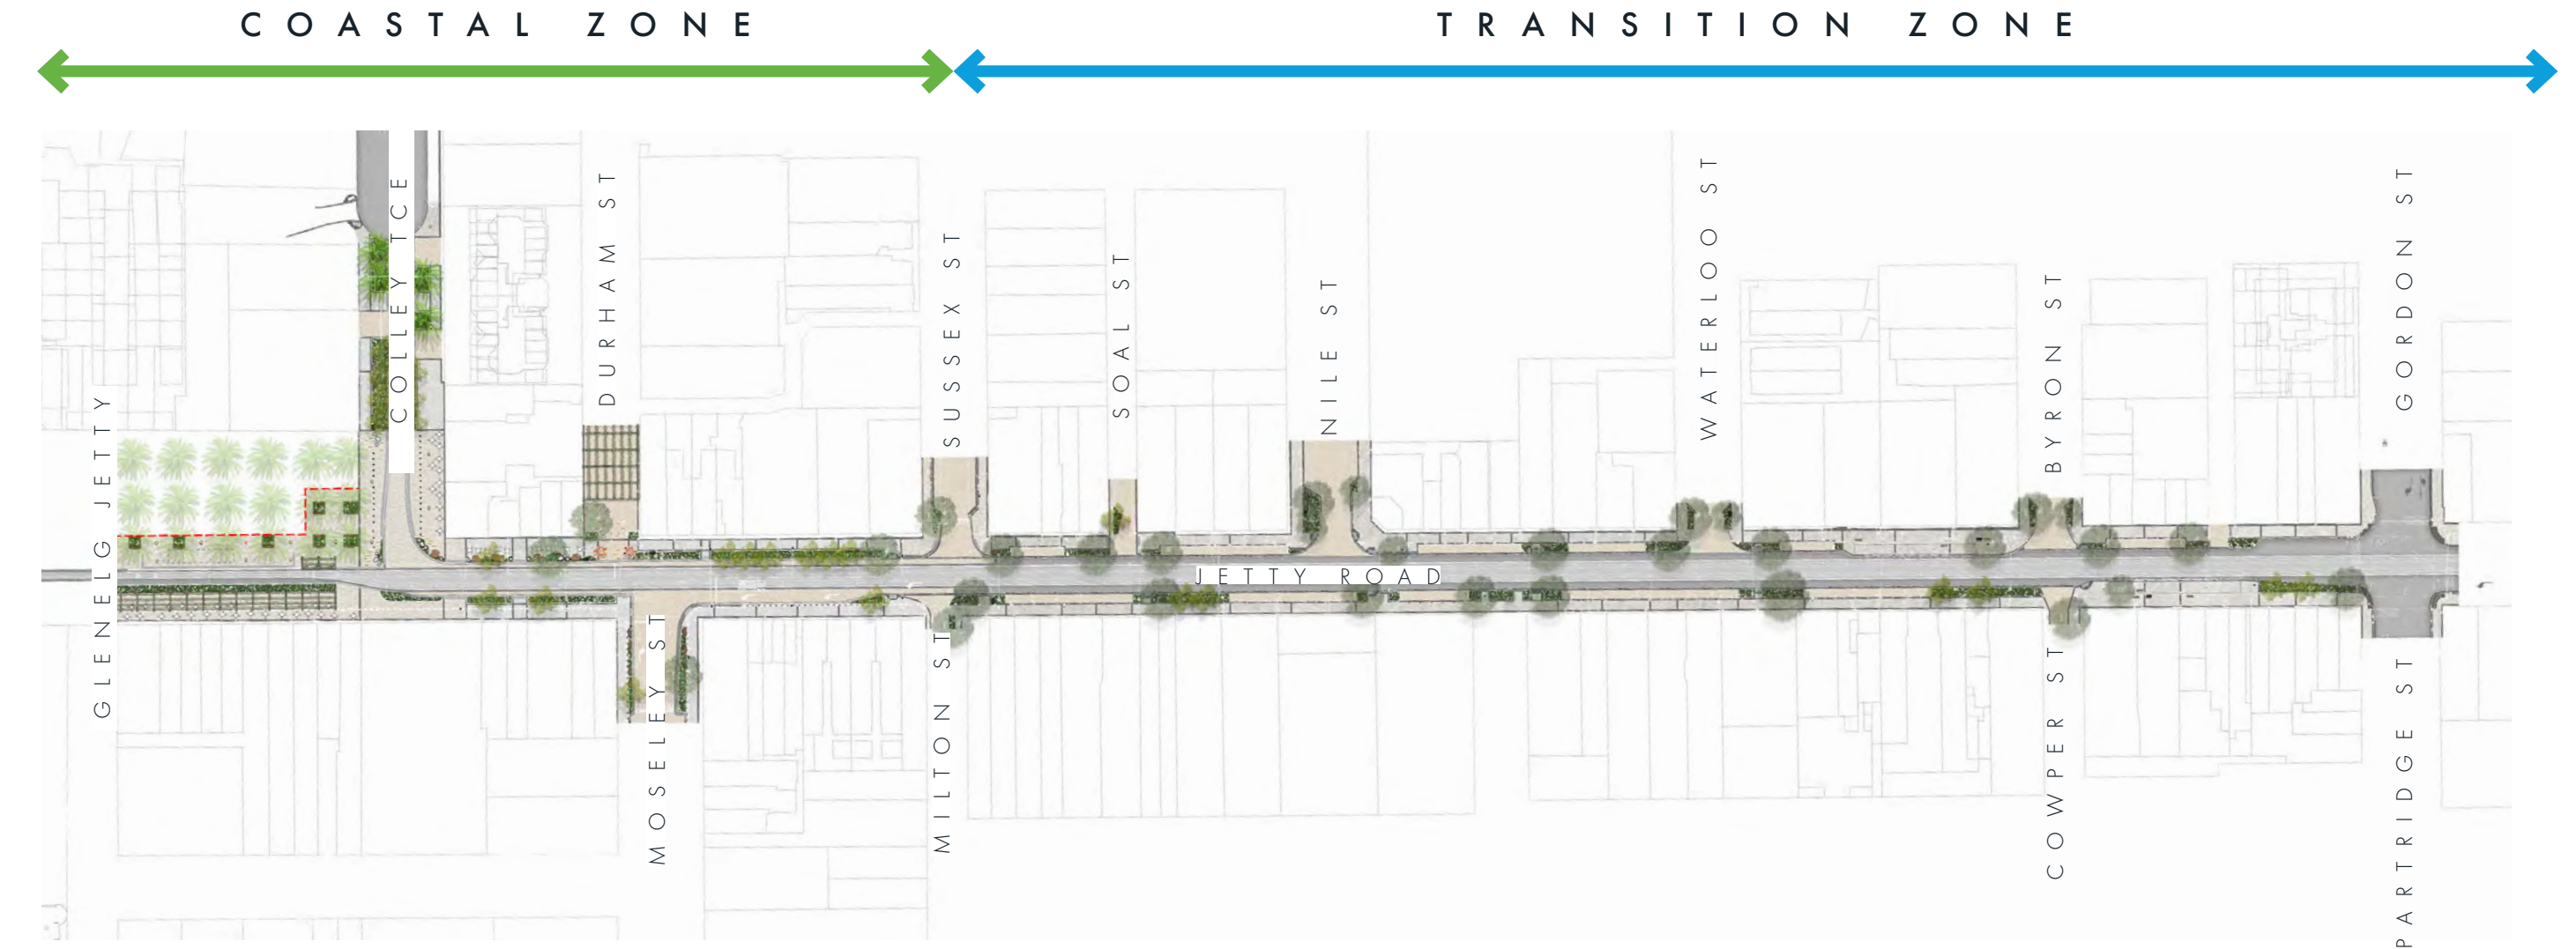 COASTAL ZONE
TRANSITION ZONE
GLENELG JETTY
COLLEY TCE
DURHAM ST
MOSELEY ST
SUSSEX ST
MILTON ST
SOAL ST
NILE ST
JETTY ROAD
WATERLOO ST
BYRON ST
COWPER ST
GORDON ST
PARTRIDGE ST